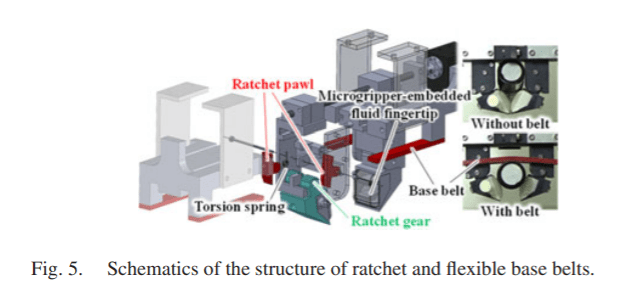 Ratchet pawl
Microgripper-embedded
fluid fingertip
Without belt
Base belt
With belt
Torsion spring
Ratchet gear
Fig. 5. Schematics of the structure of ratchet and flexible base belts.